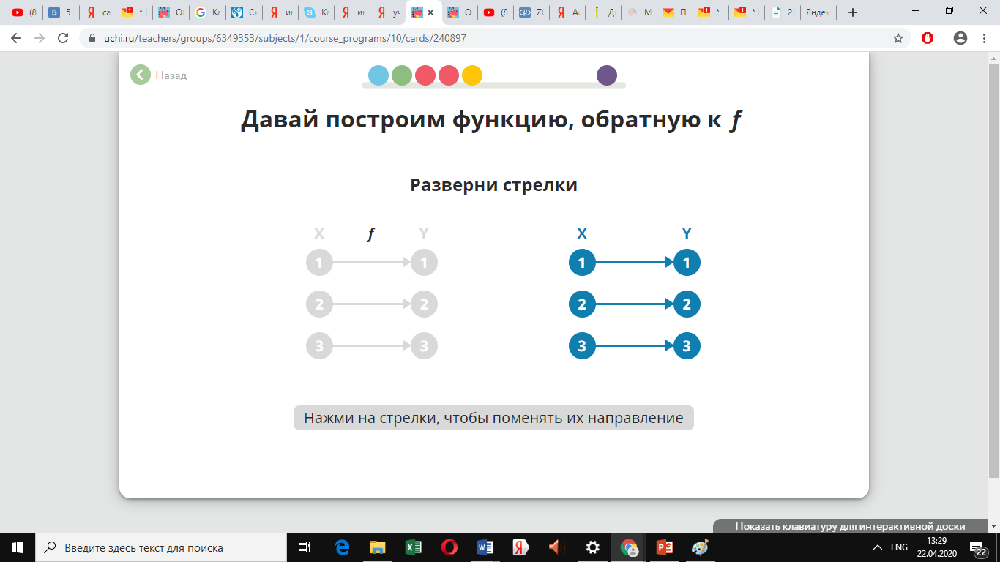 (8 5 5 са * О Ка Ск ин Ка ин уч О (8 ZO Ас Д М П * * 2 Яндек
uchi.ru/teachers/groups/6349353/subjects/1/course_programs/10/cards/240897
Назад
Давай построим функцию, обратную к f
Разверни стрелки
X f Y X Y
1 1 1 1
2 2 2 2
3 3 3 3
Нажми на стрелки, чтобы поменять их направление
Показать клавиатуру для интерактивной доски
Введите здесь текст для поиска
ENG
13:29
22.04.2020
22